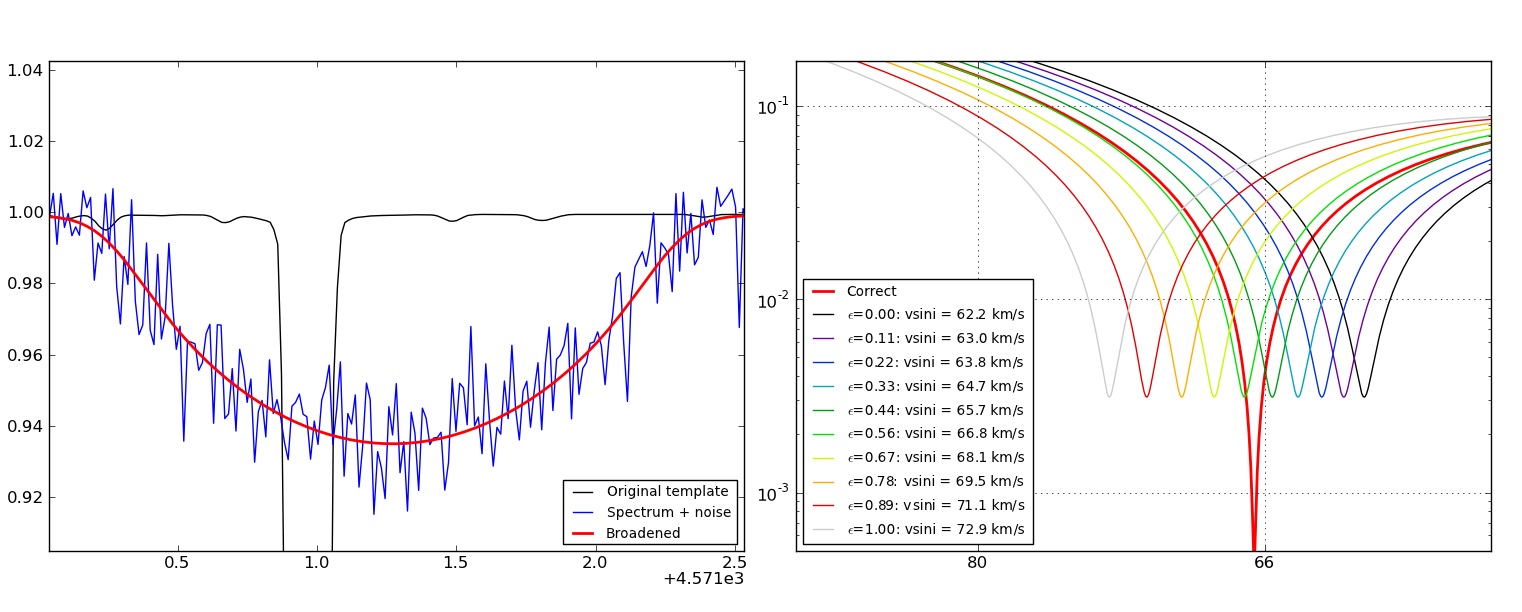 1.04
1.02
1.00
0.98
0.96
0.94
0.92
0.5
1.0
1.5
2.0
2.5
+4.571e3
Original template
Spectrum + noise
Broadened
10-1
10-2
10-3
80
66
Correct
ϵ=0.00: vsini = 62.2 km/s
ϵ=0.11: vsini = 63.0 km/s
ϵ=0.22: vsini = 63.8 km/s
ϵ=0.33: vsini = 64.7 km/s
ϵ=0.44: vsini = 65.7 km/s
ϵ=0.56: vsini = 66.8 km/s
ϵ=0.67: vsini = 68.1 km/s
ϵ=0.78: vsini = 69.5 km/s
ϵ=0.89: vsini = 71.1 km/s
ϵ=1.00: vsini = 72.9 km/s